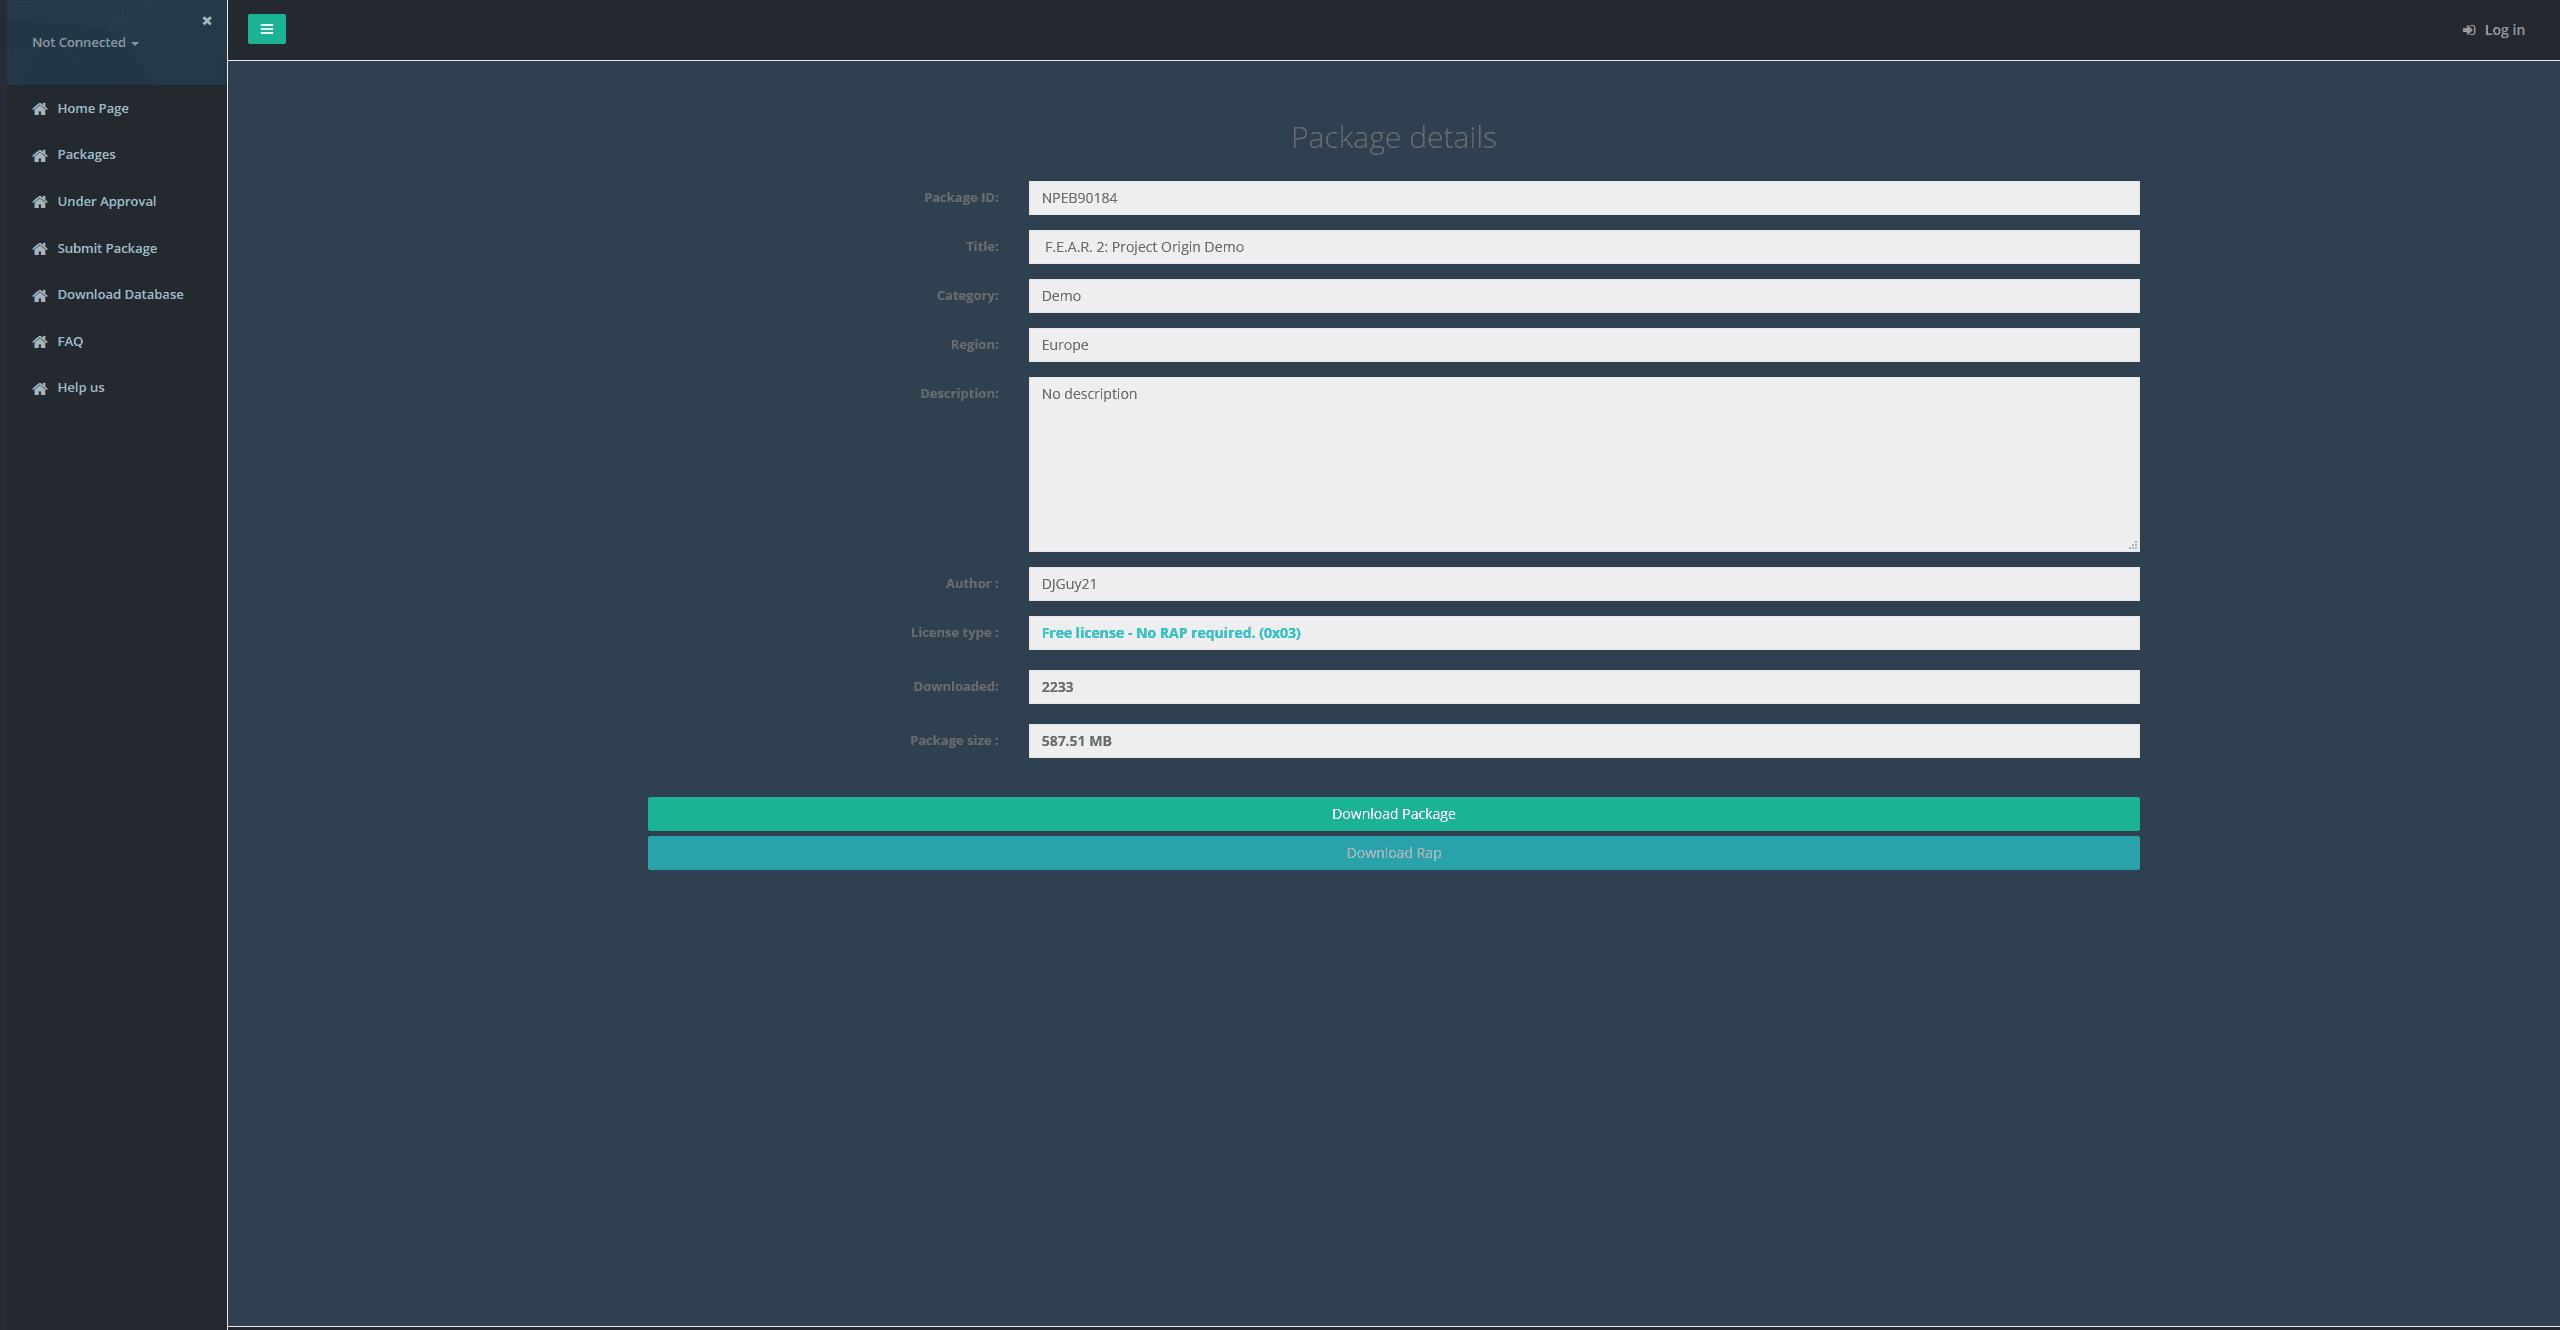 Not Connected
Log in
Home Page
Packages
Under Approval
Submit Package
Download Database
FAQ
Help us
Package details
Package ID: NPEB90184
Title: F.E.A.R. 2: Project Origin Demo
Category: Demo
Region: Europe
Description: No description
Author : DJGuy21
License type : Free license - No RAP required. (0x03)
Downloaded: 2233
Package size : 587.51 MB
Download Package
Download Rap